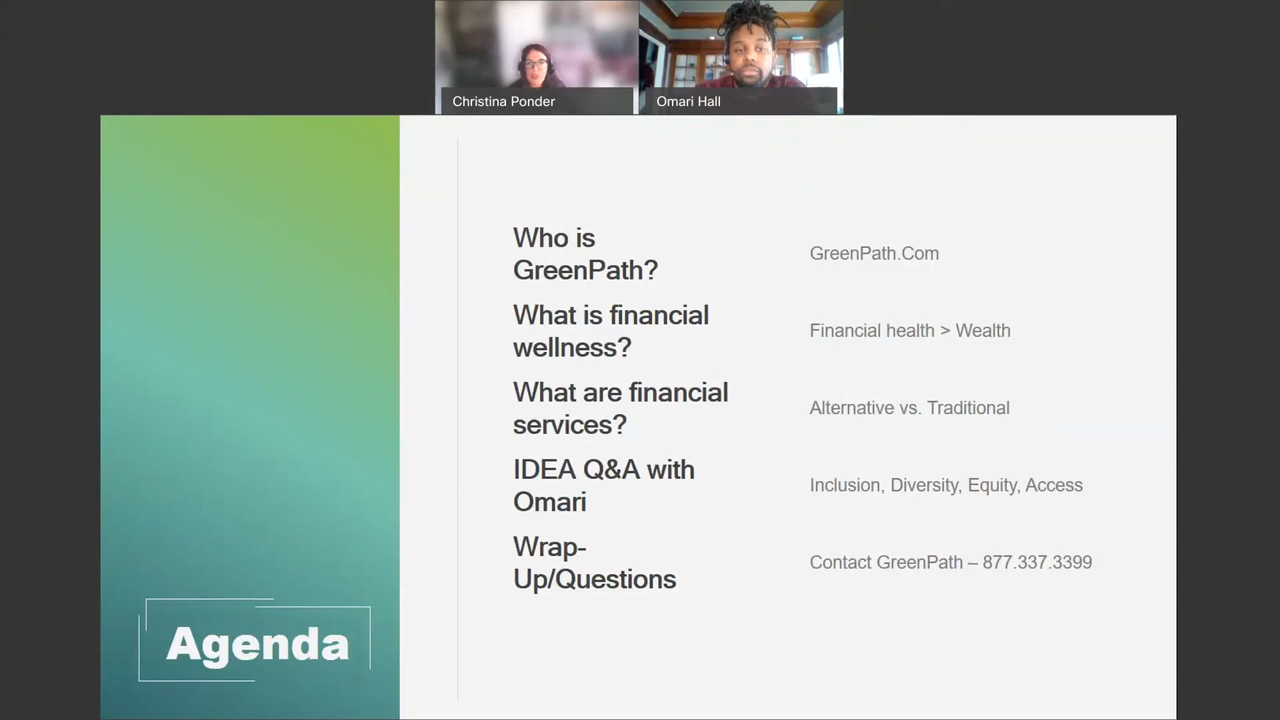 Christina Ponder
Omari Hall
Agenda
Who is
GreenPath?
GreenPath.Com
What is financial
wellness?
Financial health > Wealth
What are financial
services?
Alternative vs. Traditional
IDEA Q&A with
Omari
Inclusion, Diversity, Equity, Access
Wrap-
Up/Questions
Contact GreenPath – 877.337.3399